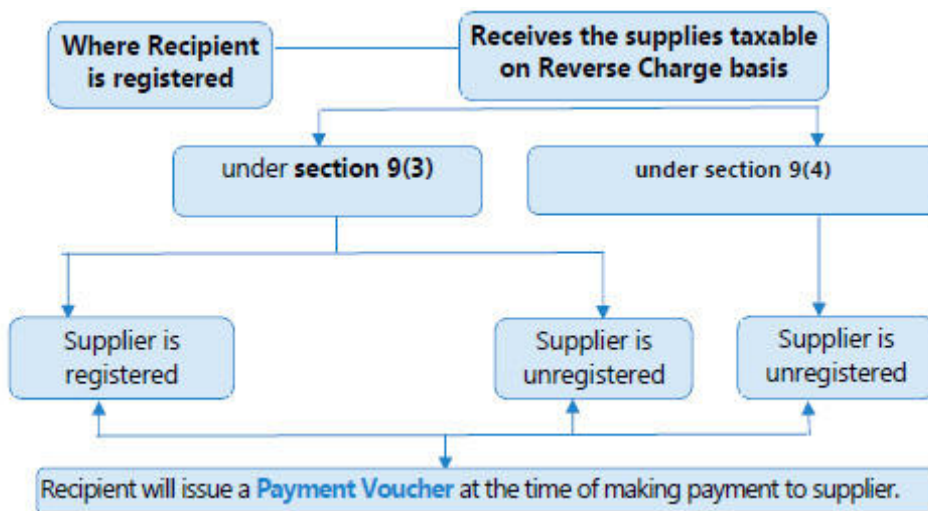 Where Recipient
is registered
Receives the supplies taxable
on Reverse Charge basis
under section 9(3)
under section 9(4)
Supplier is
registered
Supplier is
unregistered
Supplier is
unregistered
Recipient will issue a Payment Voucher at the time of making payment to supplier.